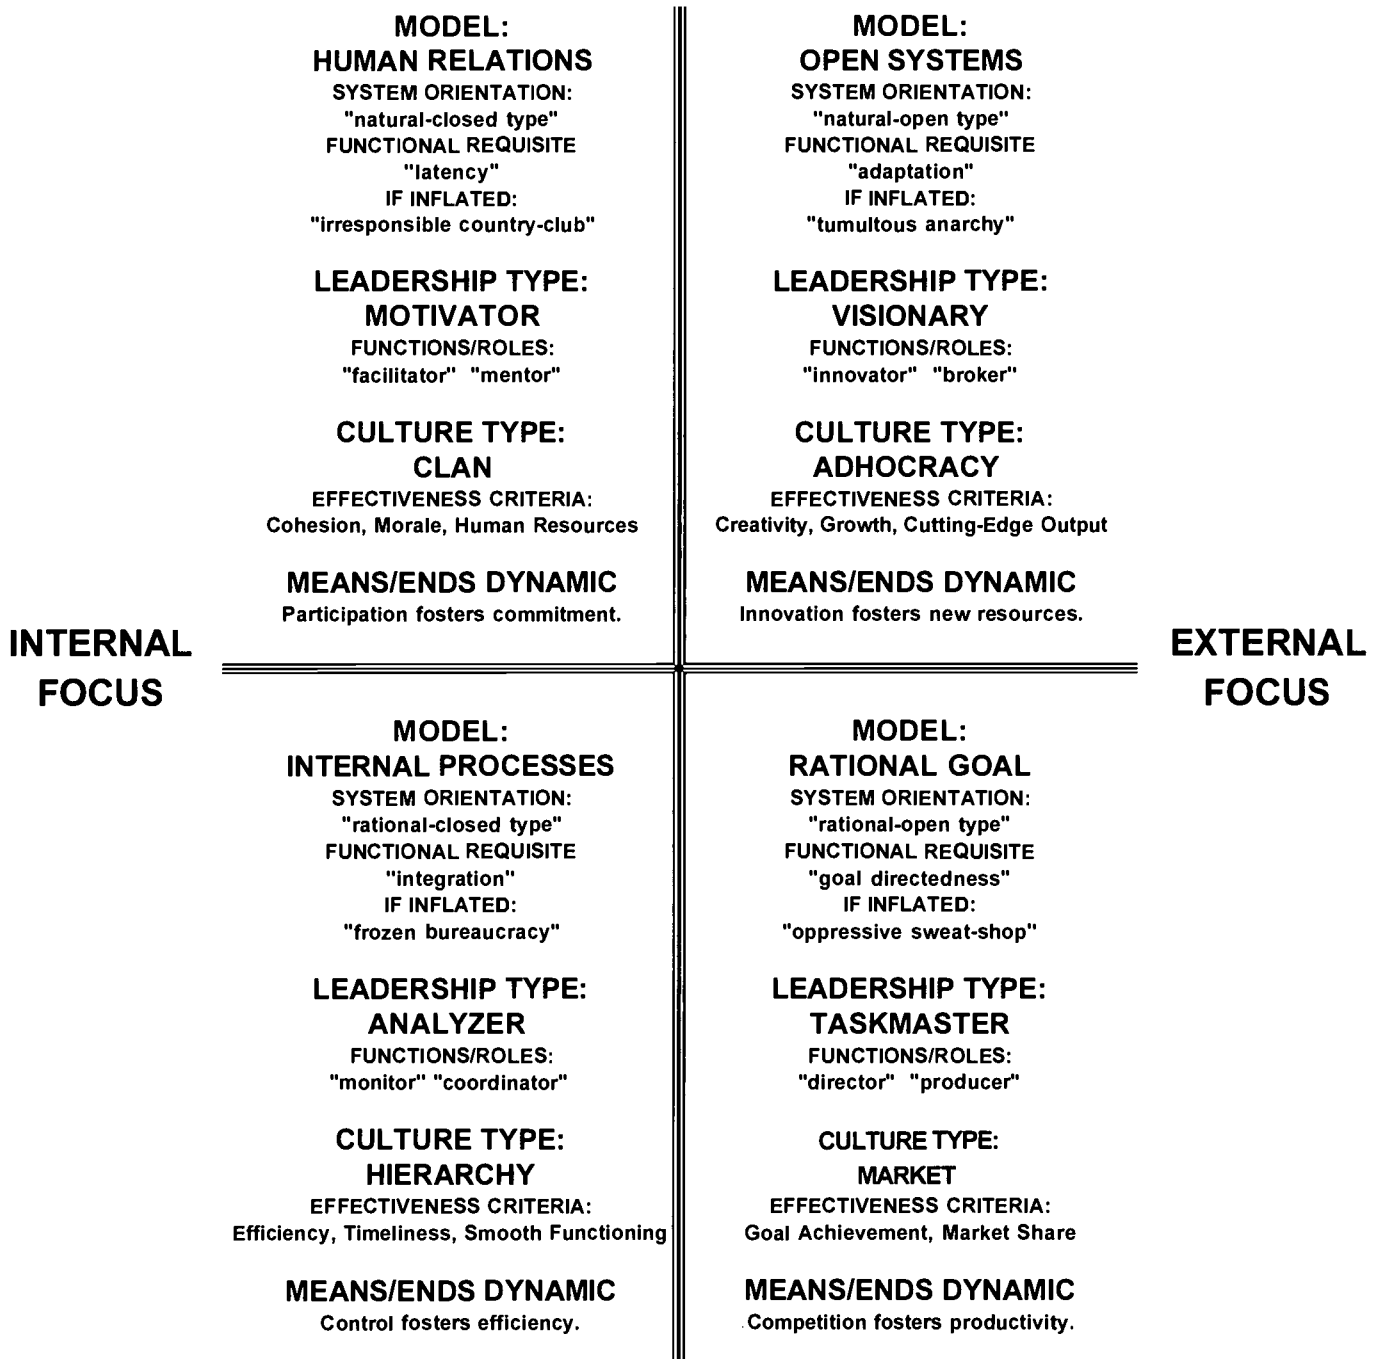 MODEL:
HUMAN RELATIONS
SYSTEM ORIENTATION:
"natural-closed type"
FUNCTIONAL REQUISITE
"latency"
IF INFLATED:
"irresponsible country-club"
LEADERSHIP TYPE:
MOTIVATOR
FUNCTIONS/ROLES:
"facilitator" "mentor"
CULTURE TYPE:
CLAN
EFFECTIVENESS CRITERIA:
Cohesion, Morale, Human Resources
MEANS/ENDS DYNAMIC
Participation fosters commitment.
MODEL:
OPEN SYSTEMS
SYSTEM ORIENTATION:
"natural-open type"
FUNCTIONAL REQUISITE
"adaptation"
IF INFLATED:
"tumultous anarchy"
LEADERSHIP TYPE:
VISIONARY
FUNCTIONS/ROLES:
"innovator" "broker"
CULTURE TYPE:
ADHOCRACY
EFFECTIVENESS CRITERIA:
Creativity, Growth, Cutting-Edge Output
MEANS/ENDS DYNAMIC
Innovation fosters new resources.
INTERNAL
FOCUS
EXTERNAL
FOCUS
MODEL:
INTERNAL PROCESSES
SYSTEM ORIENTATION:
"rational-closed type"
FUNCTIONAL REQUISITE
"integration"
IF INFLATED:
"frozen bureaucracy"
LEADERSHIP TYPE:
ANALYZER
FUNCTIONS/ROLES:
"monitor" "coordinator"
CULTURE TYPE:
HIERARCHY
EFFECTIVENESS CRITERIA:
Efficiency, Timeliness, Smooth Functioning
MEANS/ENDS DYNAMIC
Control fosters efficiency.
MODEL:
RATIONAL GOAL
SYSTEM ORIENTATION:
"rational-open type"
FUNCTIONAL REQUISITE
"goal directedness"
IF INFLATED:
"oppressive sweat-shop"
LEADERSHIP TYPE:
TASKMASTER
FUNCTIONS/ROLES:
"director" "producer"
CULTURE TYPE:
MARKET
EFFECTIVENESS CRITERIA:
Goal Achievement, Market Share
MEANS/ENDS DYNAMIC
Competition fosters productivity.